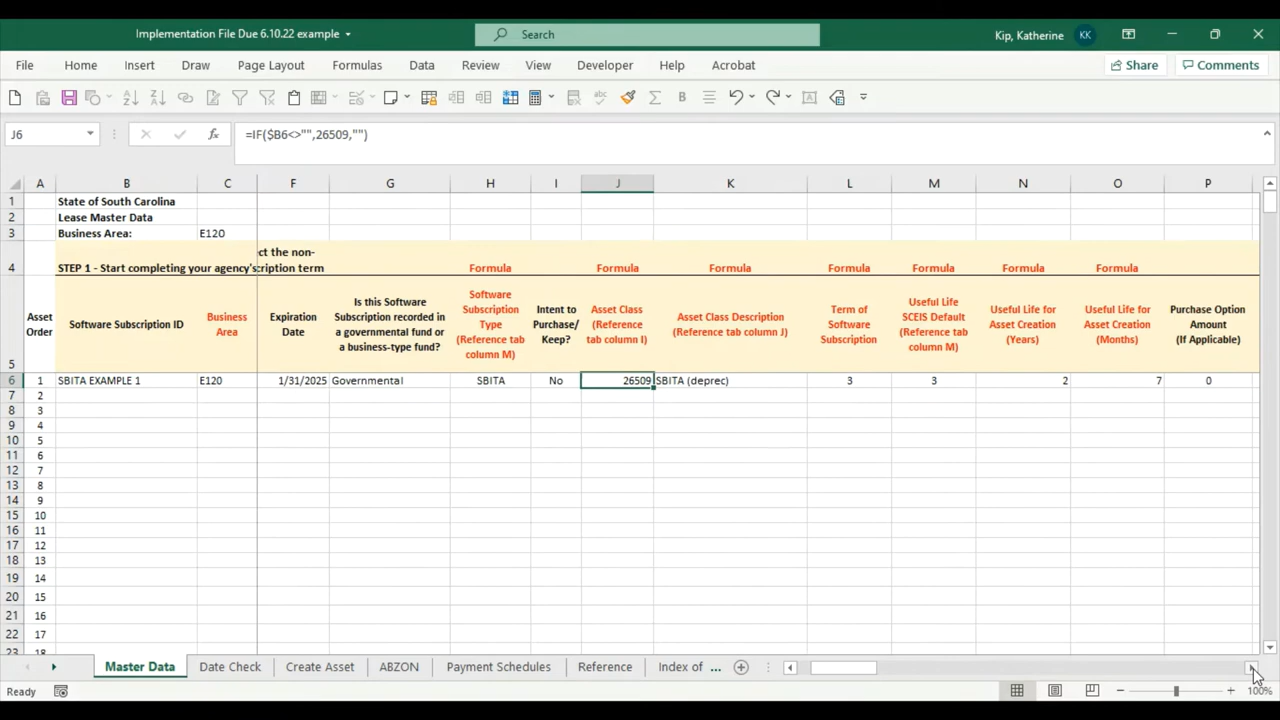 Implementation File Due 6.10.22 example
Search
Kip, Katherine
KK
File Home Insert Draw Page Layout Formulas Data Review View Developer Help Acrobat
Share
Comments
J6
fx
=IF($B6<>"",26509,"")
A B C F G H I J K L M N O P
1 State of South Carolina
2 Lease Master Data
3 Business Area: E120
4 STEP 1 - Start completing your agency's
ct the non-
cription term
Formula Formula Formula Formula Formula Formula Formula
5
Asset
Order
Software Subscription ID
Business
Area
Expiration
Date
Is this Software
Subscription recorded in
a governmental fund or
a business-type fund?
Software
Subscription
Type
(Reference tab
column M)
Intent to
Purchase/
Keep?
Asset Class
(Reference
tab column I)
Asset Class Description
(Reference tab column J)
Term of
Software
Subscription
Useful Life
SCEIS Default
(Reference tab
column M)
Useful Life for
Asset Creation
(Years)
Useful Life for
Asset Creation
(Months)
Purchase Option
Amount
(If Applicable)
6 1 SBITA EXAMPLE 1 E120 1/31/2025 Governmental SBITA No 26509 SBITA (deprec) 3 3 2 7 0
7 2
8 3
9 4
10 5
11 6
12 7
13 8
14 9
15 10
16 11
17 12
18 13
19 14
20 15
21 16
22 17
23 18
Master Data Date Check Create Asset ABZON Payment Schedules Reference Index of ...
Ready
100%